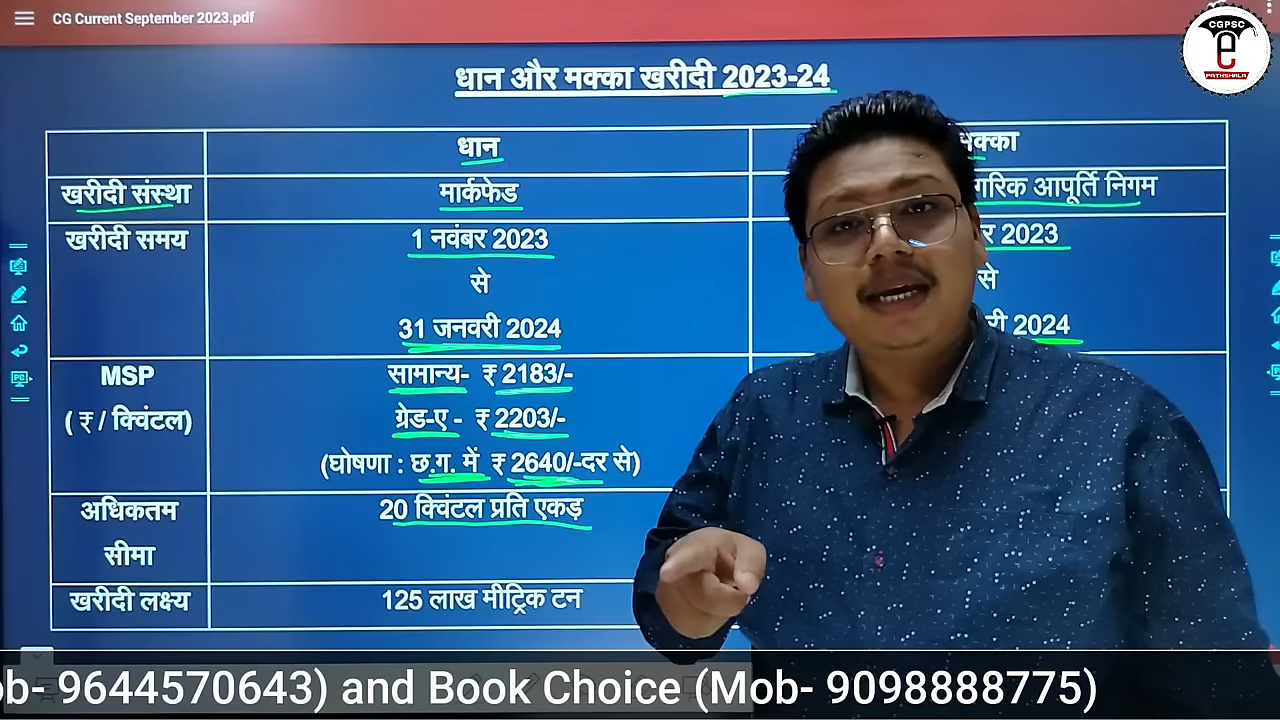 CG Current September 2023.pdf
CGPSC
e
PATHSHALA
धान और मक्का खरीदी 2023-24
धान
खरीदी संस्था मार्कफेड आपूर्ति निगम
खरीदी समय 1 नवंबर 2023 2023
से से
31 जनवरी 2024 2024
MSP सामान्य- ₹ 2183/-
( ₹ / क्विंटल) ग्रेड-ए - ₹ 2203/-
(घोषणा : छ.ग. में ₹ 2640/-दर से)
अधिकतम 20 क्विंटल प्रति एकड़
सीमा
खरीदी लक्ष्य 125 लाख मीट्रिक टन
9644570643) and Book Choice (Mob- 9098888775)